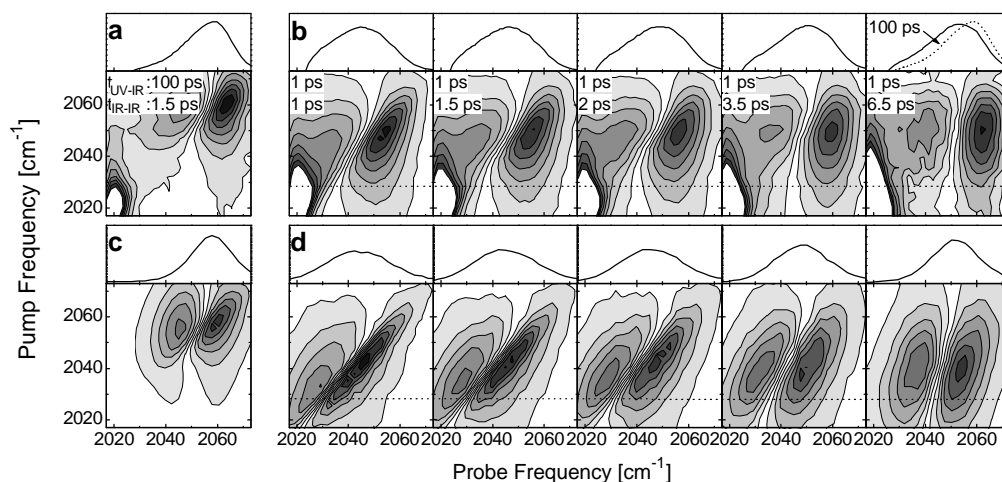 a
b
100 ps
t_UV-IR :100 ps
t_IR-IR :1.5 ps
1 ps
1 ps
1 ps
1.5 ps
1 ps
2 ps
1 ps
3.5 ps
1 ps
6.5 ps
2060
2040
2020
c
d
2060
2040
2020
2020 2040 2060
2020 2040 2060 2020 2040 2060 2020 2040 2060 2020 2040 2060 2020 2040 2060
Pump Frequency [cm⁻¹]
Probe Frequency [cm⁻¹]